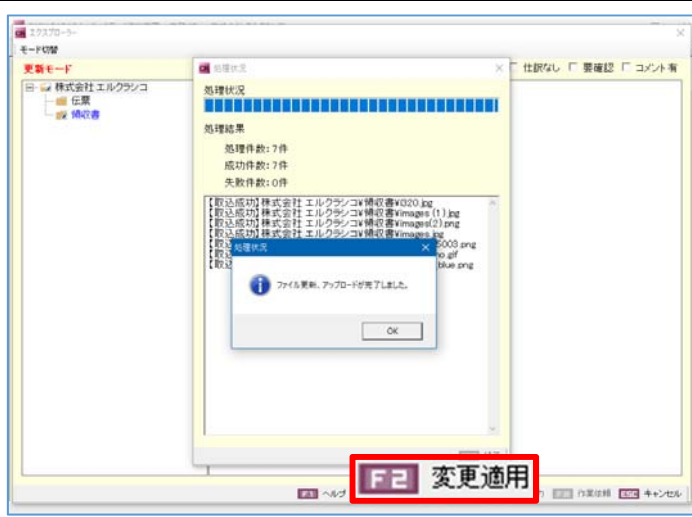 エクスプローラー
モード切替
更新モード
仕訳なし 要確認 コメント有
株式会社エルクラシコ
伝票
領収書
処理状況
処理状況
処理結果
処理件数:7件
成功件数:7件
失敗件数:0件
【取込成功】株式会社 エルクラシコ¥領収書¥i320.jpg
【取込成功】株式会社 エルクラシコ¥領収書¥images (1).jpg
【取込成功】株式会社 エルクラシコ¥領収書¥images(2).png
【取込成功】株式会社 エルクラシコ¥領収書¥images.jpg
5003.png
no.gif
blue.png
処理状況
ファイル更新、アップロードが完了しました。
OK
F2 変更適用
F1 ヘルプ
作業依頼 ESC キャンセル